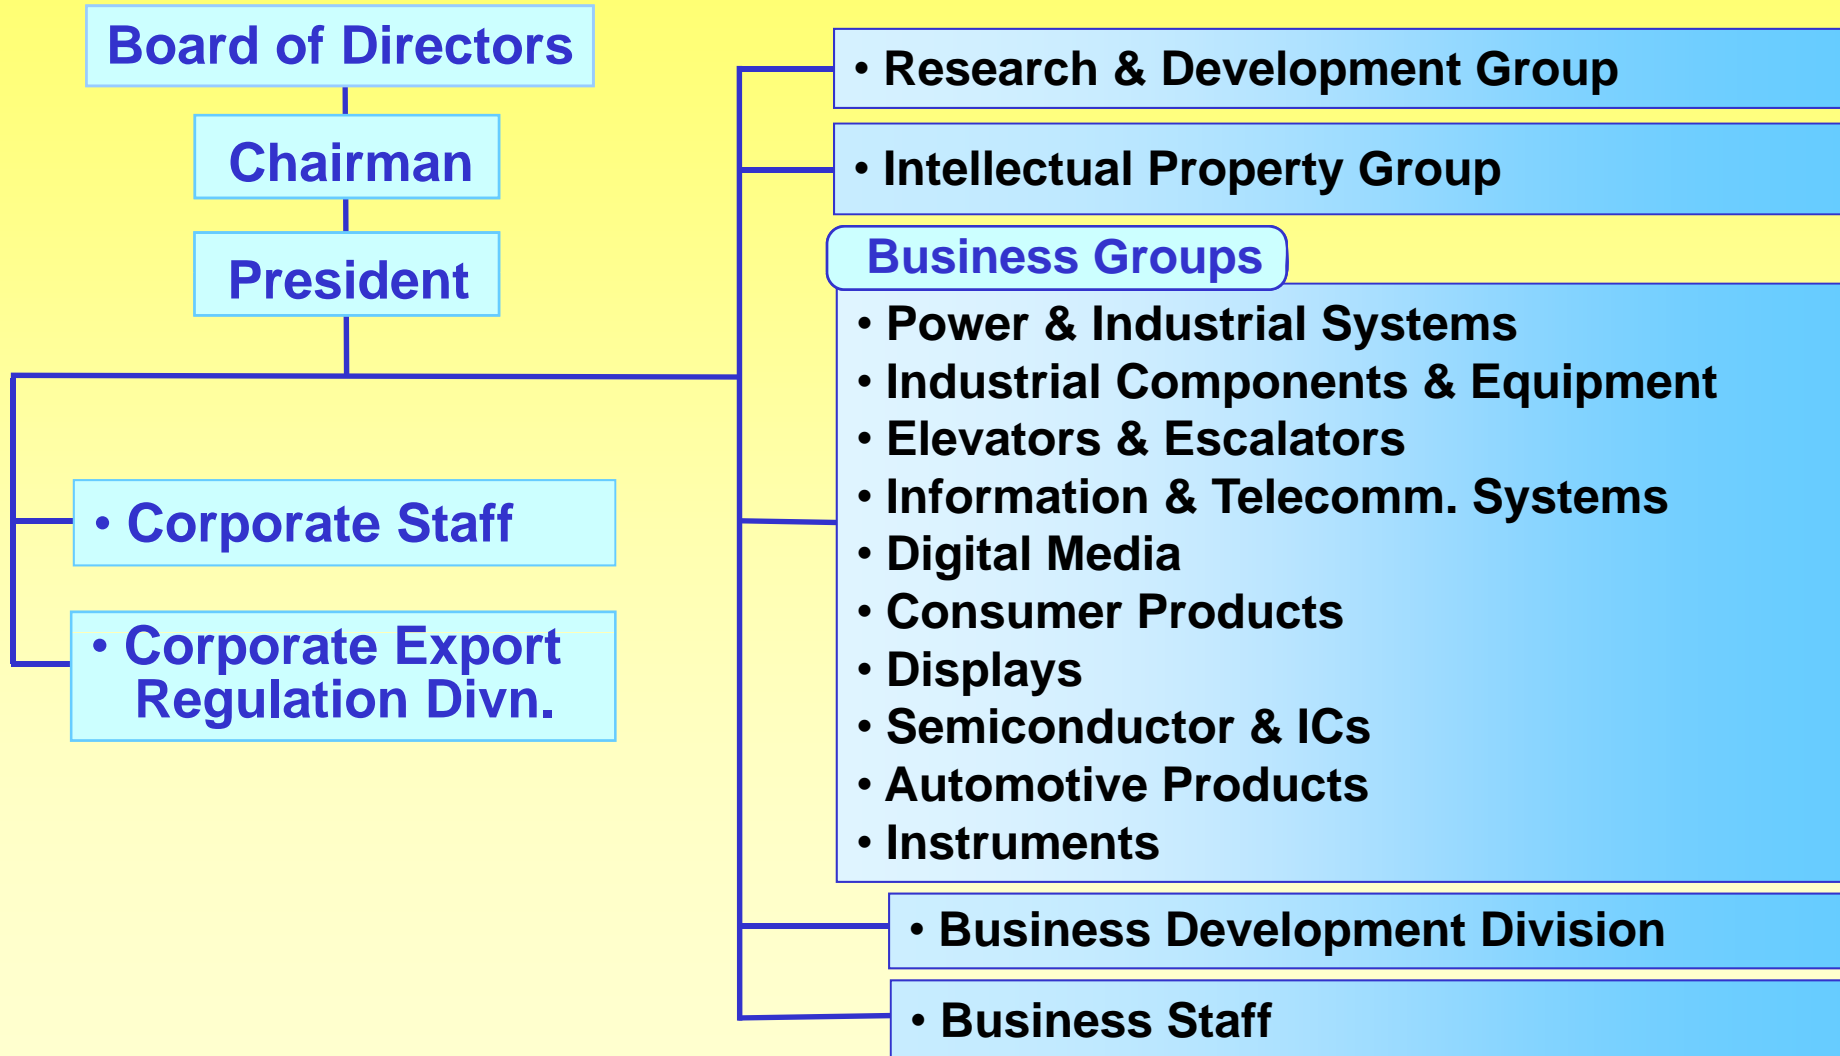 Board of Directors
Chairman
President
• Corporate Staff
• Corporate Export
Regulation Divn.
• Research & Development Group
• Intellectual Property Group
Business Groups
• Power & Industrial Systems
• Industrial Components & Equipment
• Elevators & Escalators
• Information & Telecomm. Systems
• Digital Media
• Consumer Products
• Displays
• Semiconductor & ICs
• Automotive Products
• Instruments
• Business Development Division
• Business Staff